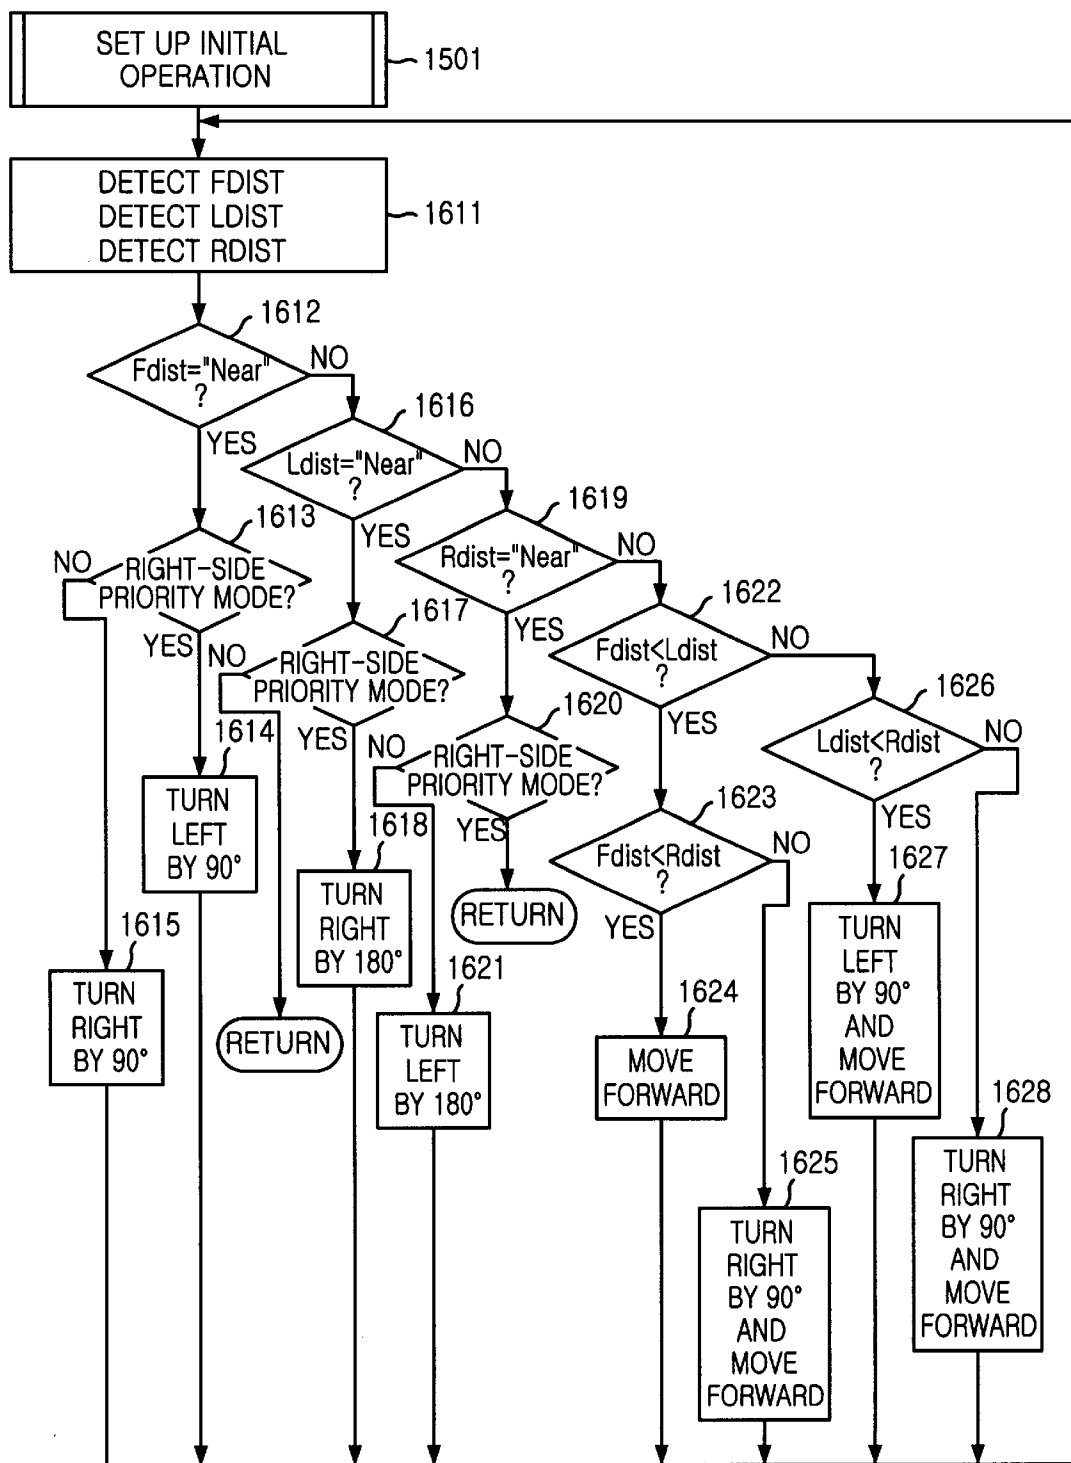 SET UP INITIAL
OPERATION
1501
DETECT FDIST
DETECT LDIST
DETECT RDIST
1611
1612
Fdist="Near"
?
NO
YES
1616
Ldist="Near"
?
NO
YES
1619
Rdist="Near"
?
NO
YES
1613
RIGHT-SIDE
PRIORITY MODE?
NO
YES
1617
RIGHT-SIDE
PRIORITY MODE?
NO
YES
1622
Fdist<Ldist
?
NO
YES
1626
Ldist<Rdist
?
NO
YES
1620
RIGHT-SIDE
PRIORITY MODE?
NO
YES
1614
TURN
LEFT
BY 90°
1618
TURN
RIGHT
BY 180°
1623
Fdist<Rdist
?
NO
YES
RETURN
1627
TURN
LEFT
BY 90°
AND
MOVE
FORWARD
1615
TURN
RIGHT
BY 90°
RETURN
1621
TURN
LEFT
BY 180°
1624
MOVE
FORWARD
1628
TURN
RIGHT
BY 90°
AND
MOVE
FORWARD
1625
TURN
RIGHT
BY 90°
AND
MOVE
FORWARD